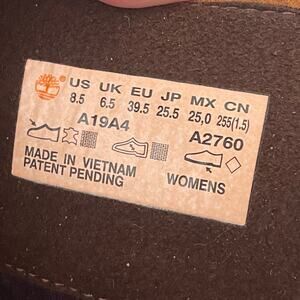 US UK EU JP MX CN
8.5 6.5 39.5 25.5 25,0 255(1.5)
A19A4 A2760
MADE IN VIETNAM
PATENT PENDING WOMENS